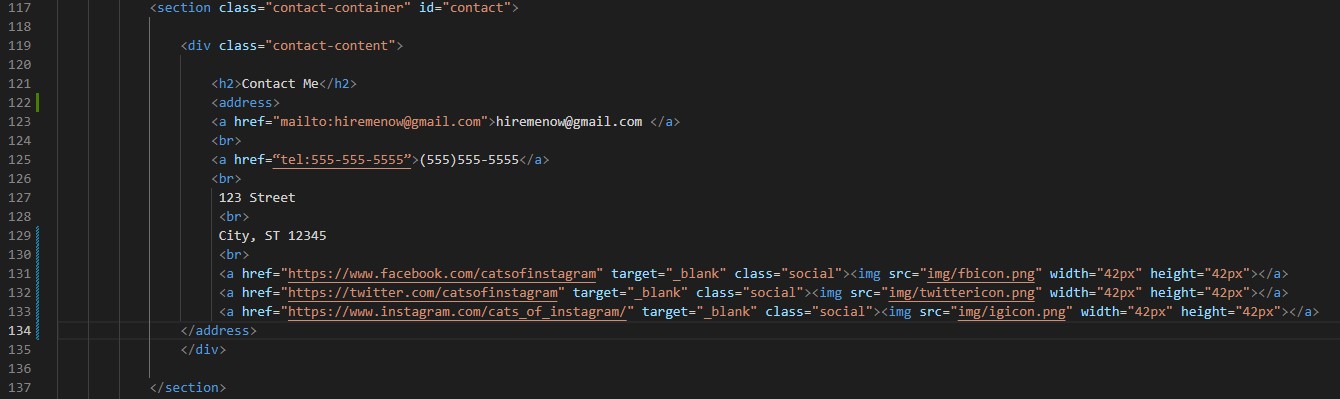 117 <section class="contact-container" id="contact">
118
119 <div class="contact-content">
120
121 <h2>Contact Me</h2>
122 <address>
123 <a href="mailto:hiremenow@gmail.com">hiremenow@gmail.com </a>
124 <br>
125 <a href=“tel:555-555-5555”>(555)555-5555</a>
126 <br>
127 123 Street
128 <br>
129 City, ST 12345
130 <br>
131 <a href="https://www.facebook.com/catsofinstagram" target="_blank" class="social"><img src="img/fbicon.png" width="42px" height="42px"></a>
132 <a href="https://twitter.com/catsofinstagram" target="_blank" class="social"><img src="img/twittericon.png" width="42px" height="42px"></a>
133 <a href="https://www.instagram.com/cats_of_instagram/" target="_blank" class="social"><img src="img/igicon.png" width="42px" height="42px"></a>
134 </address>
135 </div>
136
137 </section>